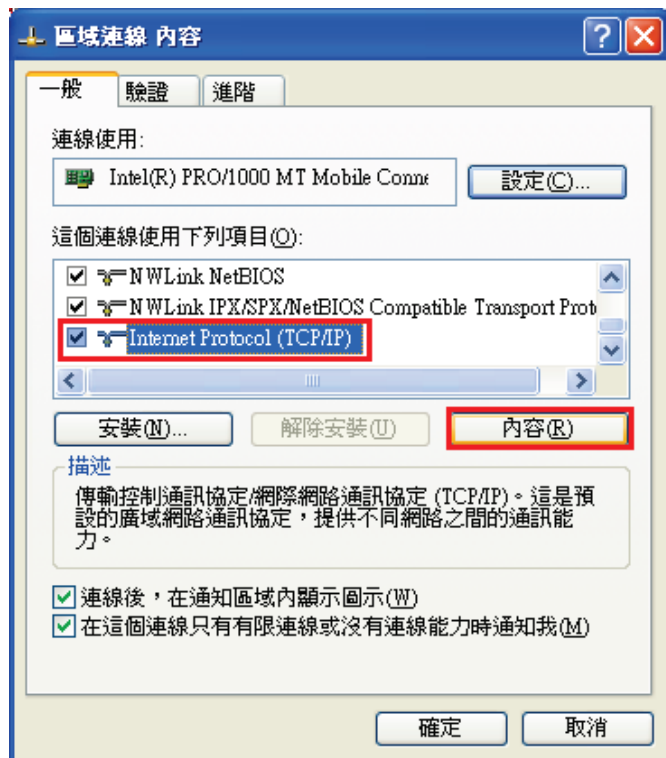 區域連線 內容
一般 驗證 進階
連線使用:
Intel(R) PRO/1000 MT Mobile Conne
設定(C)...
這個連線使用下列項目(O):
NWLink NetBIOS
NWLink IPX/SPX/NetBIOS Compatible Transport Prot
Internet Protocol (TCP/IP)
安裝(N)... 解除安裝(U) 內容(R)
描述
傳輸控制通訊協定/網際網路通訊協定 (TCP/IP)。這是預
設的廣域網路通訊協定，提供不同網路之間的通訊能
力。
連線後，在通知區域內顯示圖示(W)
在這個連線只有有限連線或沒有連線能力時通知我(M)
確定 取消